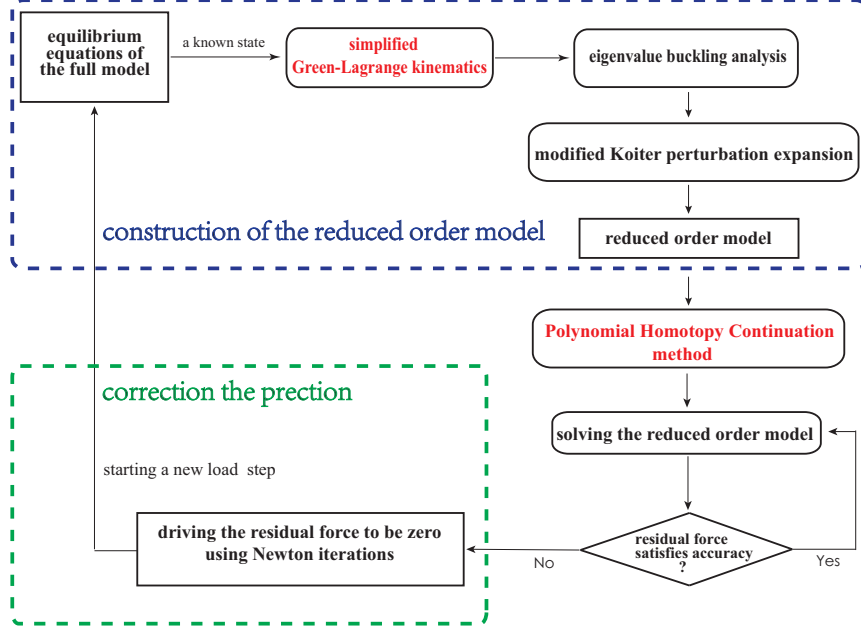 equilibrium
equations of
the full model
a known state
simplified
Green-Lagrange kinematics
eigenvalue buckling analysis
modified Koiter perturbation expansion
construction of the reduced order model
reduced order model
Polynomial Homotopy Continuation
method
correction the prection
solving the reduced order model
starting a new load step
driving the residual force to be zero
using Newton iterations
residual force
satisfies accuracy
?
No
Yes